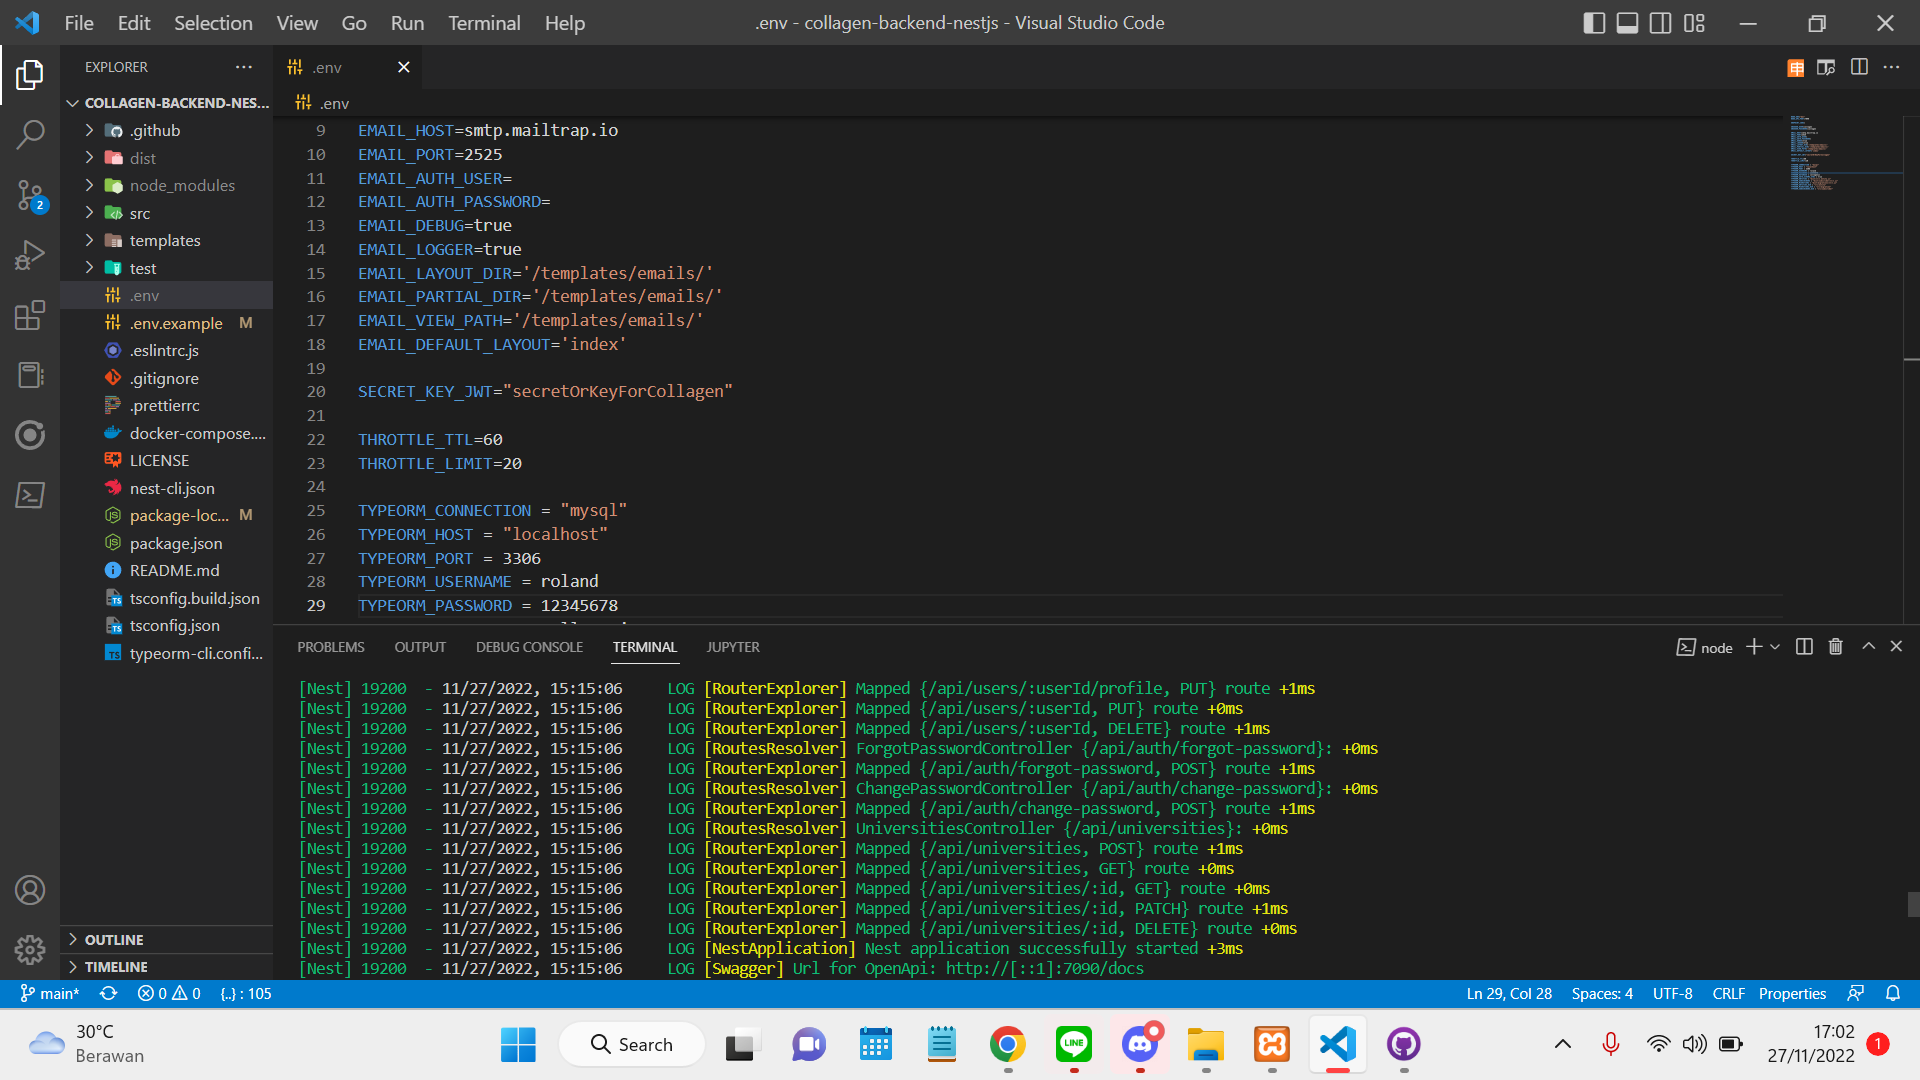 File Edit Selection View Go Run Terminal Help
.env - collagen-backend-nestjs - Visual Studio Code
EXPLORER
COLLAGEN-BACKEND-NES...
.github
dist
node_modules
src
templates
test
.env
.env.example M
.eslintrc.js
.gitignore
.prettierrc
docker-compose....
LICENSE
nest-cli.json
package-loc... M
package.json
README.md
tsconfig.build.json
tsconfig.json
typeorm-cli.confi...
OUTLINE
TIMELINE
2
.env
.env
9 EMAIL_HOST=smtp.mailtrap.io
10 EMAIL_PORT=2525
11 EMAIL_AUTH_USER=
12 EMAIL_AUTH_PASSWORD=
13 EMAIL_DEBUG=true
14 EMAIL_LOGGER=true
15 EMAIL_LAYOUT_DIR='/templates/emails/'
16 EMAIL_PARTIAL_DIR='/templates/emails/'
17 EMAIL_VIEW_PATH='/templates/emails/'
18 EMAIL_DEFAULT_LAYOUT='index'
19
20 SECRET_KEY_JWT="secretOrKeyForCollagen"
21
22 THROTTLE_TTL=60
23 THROTTLE_LIMIT=20
24
25 TYPEORM_CONNECTION = "mysql"
26 TYPEORM_HOST = "localhost"
27 TYPEORM_PORT = 3306
28 TYPEORM_USERNAME = roland
29 TYPEORM_PASSWORD = 12345678
PROBLEMS OUTPUT DEBUG CONSOLE TERMINAL JUPYTER
node
[Nest] 19200 - 11/27/2022, 15:15:06 LOG [RouterExplorer] Mapped {/api/users/:userId/profile, PUT} route +1ms
[Nest] 19200 - 11/27/2022, 15:15:06 LOG [RouterExplorer] Mapped {/api/users/:userId, PUT} route +0ms
[Nest] 19200 - 11/27/2022, 15:15:06 LOG [RouterExplorer] Mapped {/api/users/:userId, DELETE} route +1ms
[Nest] 19200 - 11/27/2022, 15:15:06 LOG [RoutesResolver] ForgotPasswordController {/api/auth/forgot-password}: +0ms
[Nest] 19200 - 11/27/2022, 15:15:06 LOG [RouterExplorer] Mapped {/api/auth/forgot-password, POST} route +1ms
[Nest] 19200 - 11/27/2022, 15:15:06 LOG [RoutesResolver] ChangePasswordController {/api/auth/change-password}: +0ms
[Nest] 19200 - 11/27/2022, 15:15:06 LOG [RouterExplorer] Mapped {/api/auth/change-password, POST} route +1ms
[Nest] 19200 - 11/27/2022, 15:15:06 LOG [RoutesResolver] UniversitiesController {/api/universities}: +0ms
[Nest] 19200 - 11/27/2022, 15:15:06 LOG [RouterExplorer] Mapped {/api/universities, POST} route +1ms
[Nest] 19200 - 11/27/2022, 15:15:06 LOG [RouterExplorer] Mapped {/api/universities, GET} route +0ms
[Nest] 19200 - 11/27/2022, 15:15:06 LOG [RouterExplorer] Mapped {/api/universities/:id, GET} route +0ms
[Nest] 19200 - 11/27/2022, 15:15:06 LOG [RouterExplorer] Mapped {/api/universities/:id, PATCH} route +1ms
[Nest] 19200 - 11/27/2022, 15:15:06 LOG [RouterExplorer] Mapped {/api/universities/:id, DELETE} route +0ms
[Nest] 19200 - 11/27/2022, 15:15:06 LOG [NestApplication] Nest application successfully started +3ms
[Nest] 19200 - 11/27/2022, 15:15:06 LOG [Swagger] Url for OpenApi: http://[::1]:7090/docs
main* 0 0 {..} : 105
Ln 29, Col 28 Spaces: 4 UTF-8 CRLF Properties
30°C
Berawan
Search
LINE
17:02
27/11/2022
1